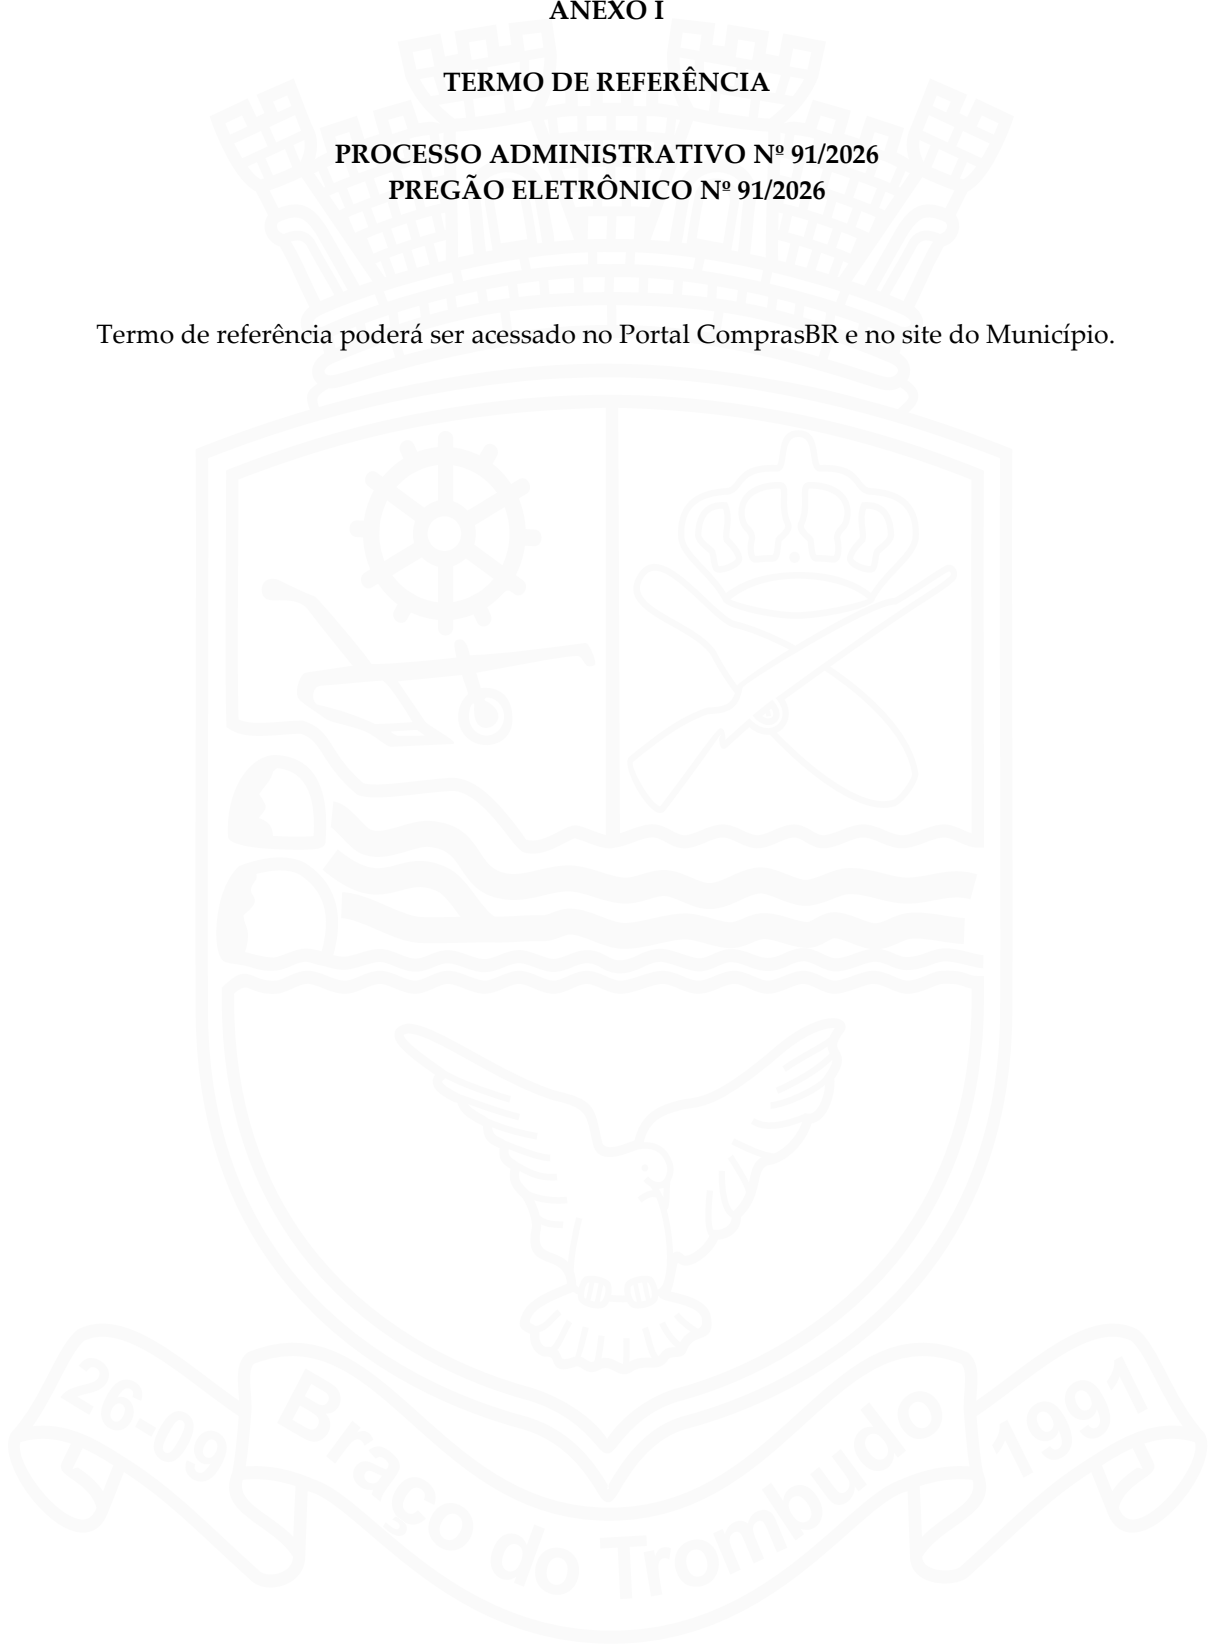 ANEXO I
TERMO DE REFERÊNCIA
PROCESSO ADMINISTRATIVO Nº 91/2026
PREGÃO ELETRÔNICO Nº 91/2026
Termo de referência poderá ser acessado no Portal ComprasBR e no site do Município.
26-09 Braço do Trombudo 1991